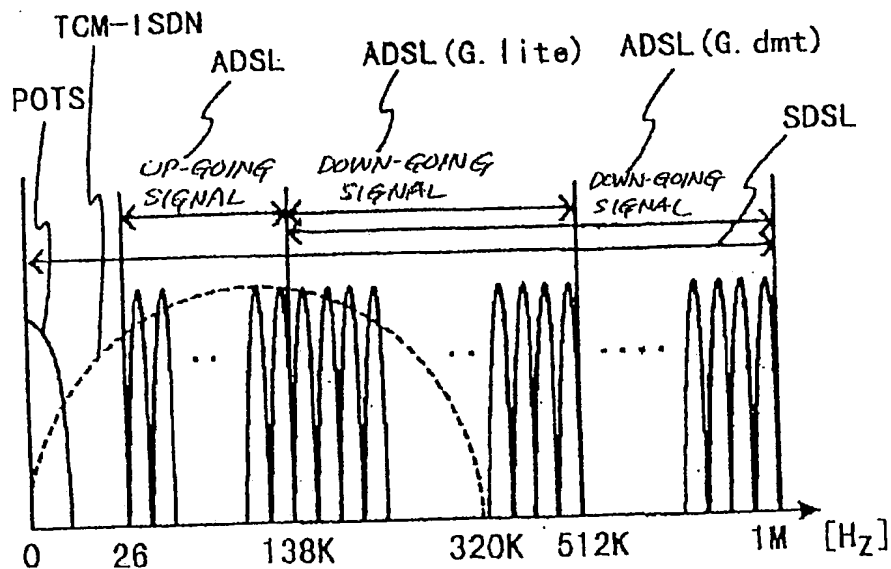 TCM-ISDN
ADSL
ADSL(G.lite)
ADSL(G.dmt)
POTS
SDSL
UP-GOING
SIGNAL
DOWN-GOING
SIGNAL
DOWN-GOING
SIGNAL
0 26 138K 320K 512K 1M [Hz]